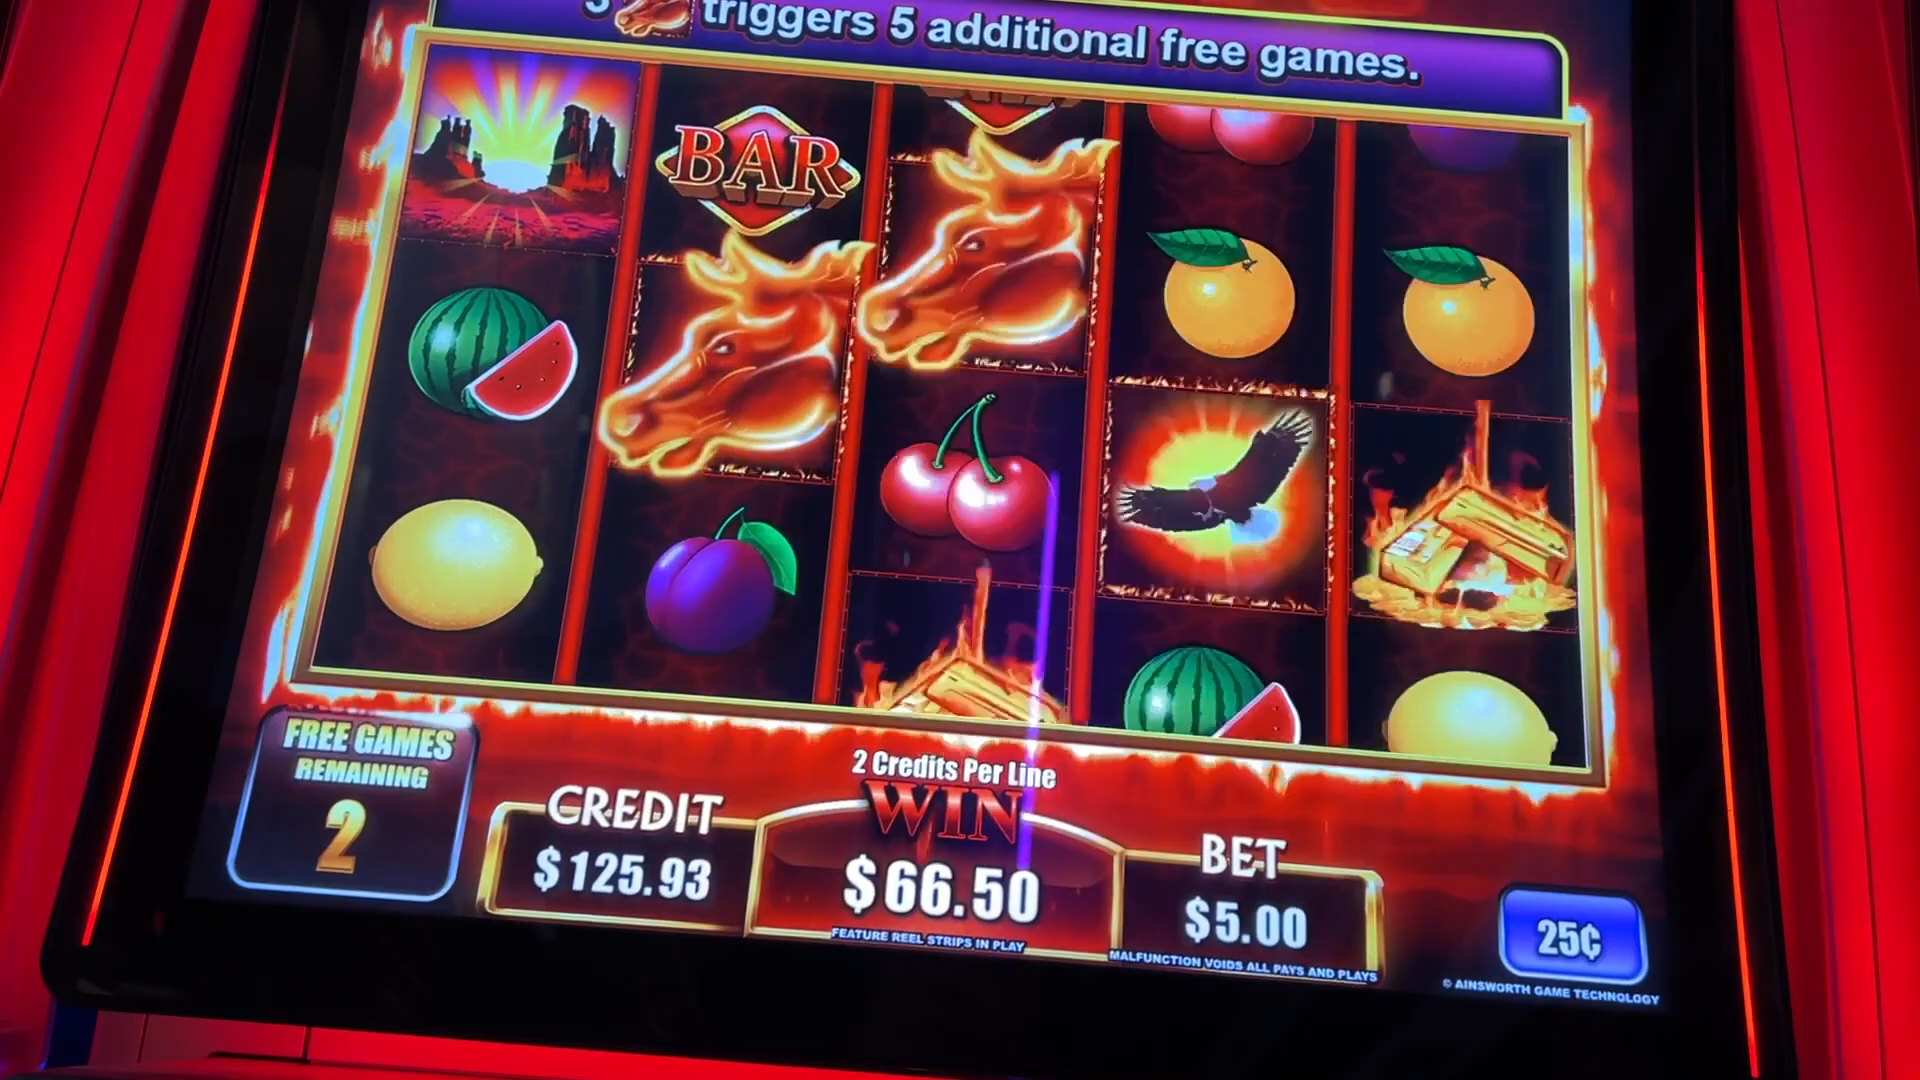 triggers 5 additional free games.
BAR
FREE GAMES
REMAINING
2
CREDIT
$125.93
2 Credits Per Line
WIN
$66.50
FEATURE REEL STRIPS IN PLAY
BET
$5.00
MALFUNCTION VOIDS ALL PAYS AND PLAYS
25¢
© AINSWORTH GAME TECHNOLOGY